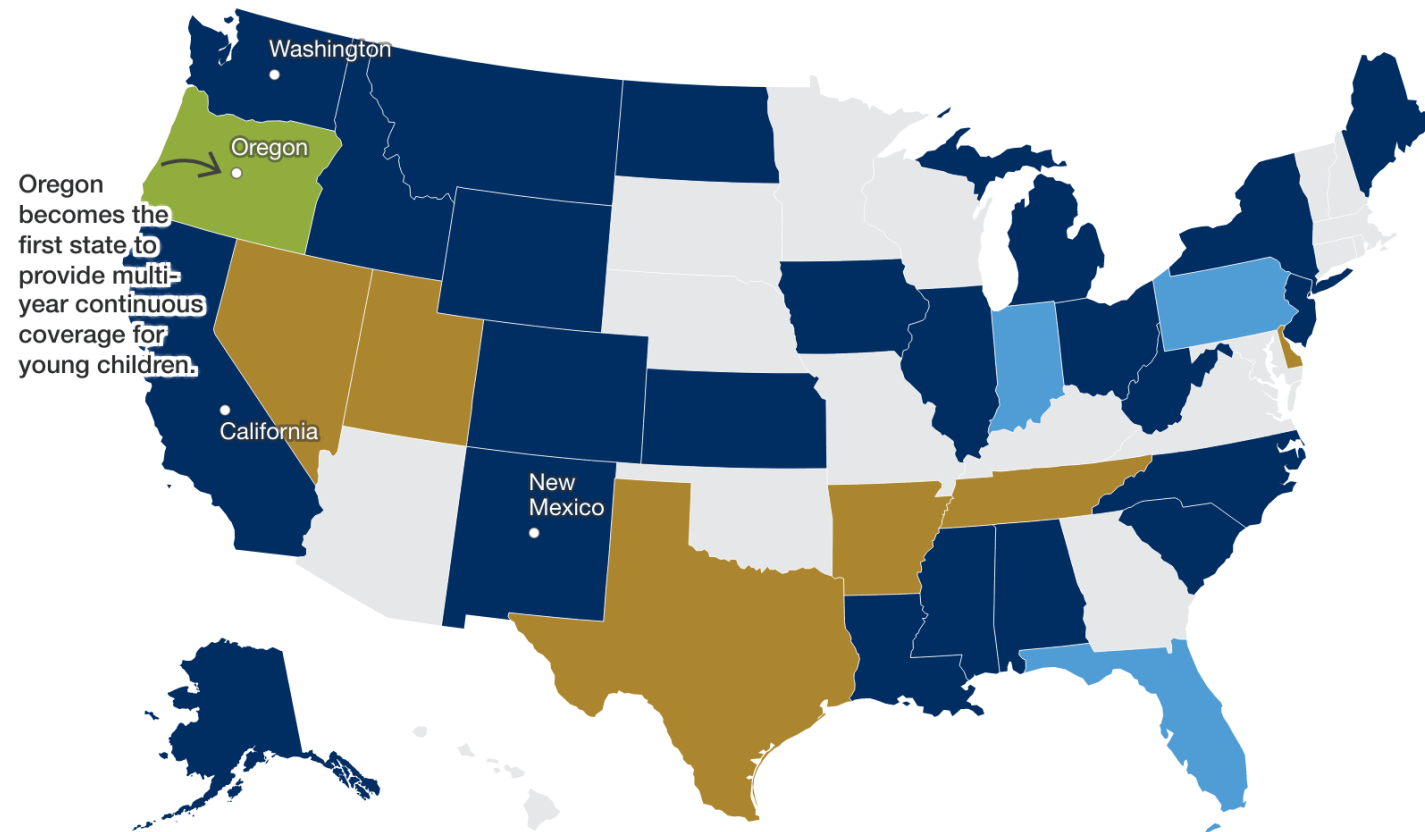 Washington
Oregon
Oregon
becomes the
first state to
provide multi-
year continuous
coverage for
young children.
California
New
Mexico